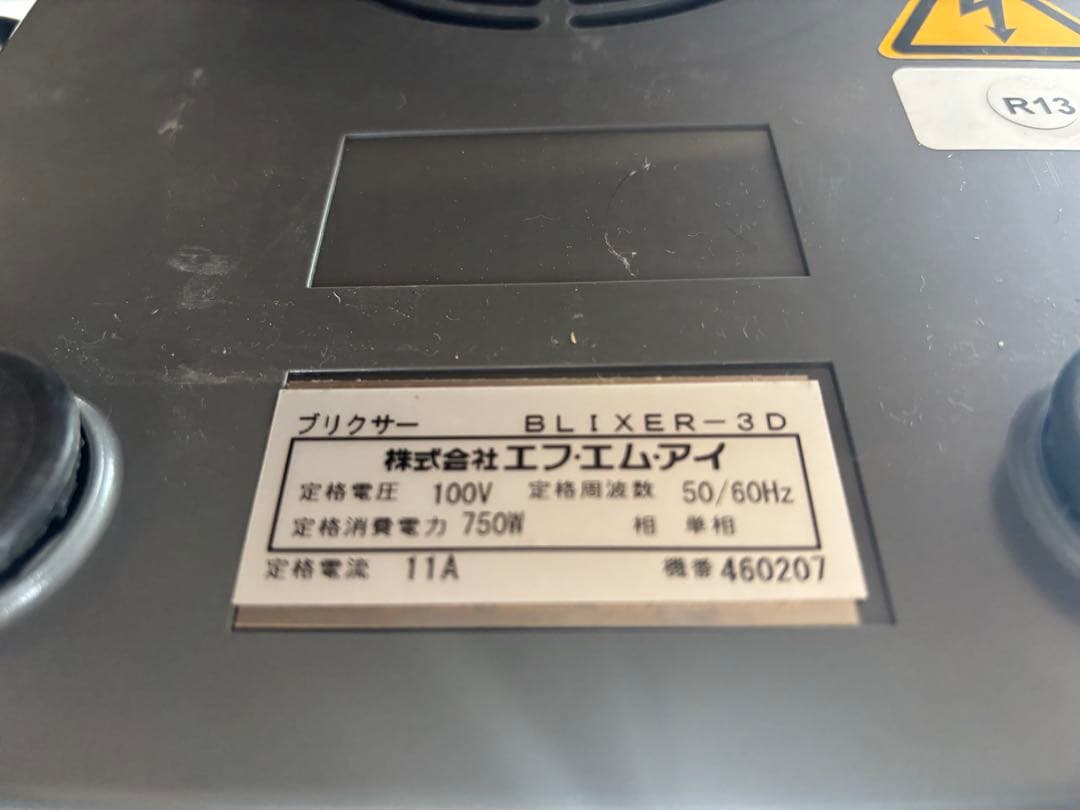 R13
ブリクサー BLIXER-3D
株式会社エフ・エム・アイ
定格電圧 100V 定格周波数 50/60Hz
定格消費電力 750W 相 単相
定格電流 11A 機番 460207